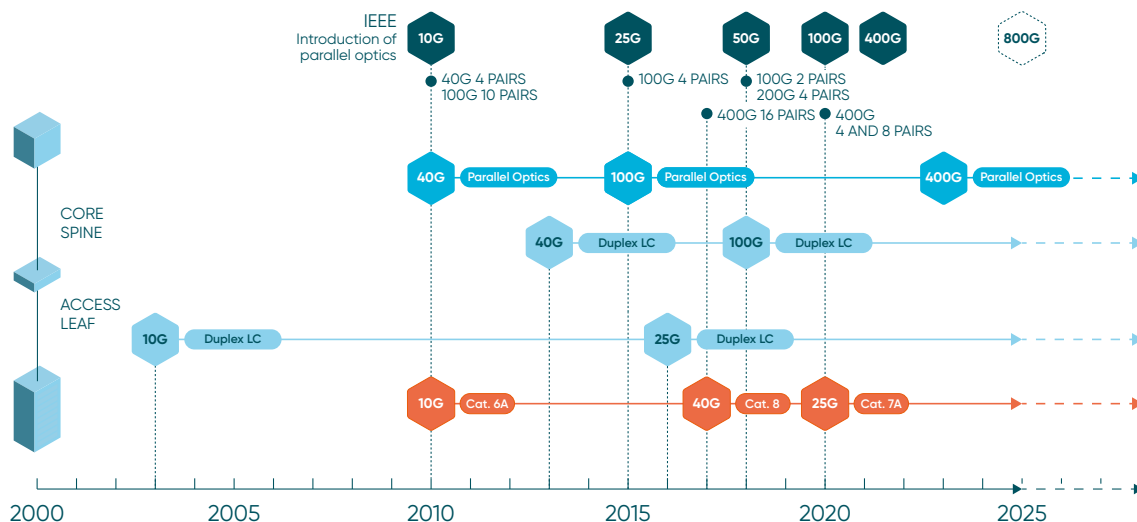 IEEE
Introduction of
parallel optics
10G
25G
50G
100G
400G
800G
40G 4 PAIRS
100G 10 PAIRS
100G 4 PAIRS
100G 2 PAIRS
200G 4 PAIRS
400G 16 PAIRS
400G
4 AND 8 PAIRS
40G
Parallel Optics
100G
Parallel Optics
400G
Parallel Optics
CORE
SPINE
40G
Duplex LC
100G
Duplex LC
ACCESS
LEAF
10G
Duplex LC
25G
Duplex LC
10G
Cat. 6A
40G
Cat. 8
25G
Cat. 7A
2000
2005
2010
2015
2020
2025